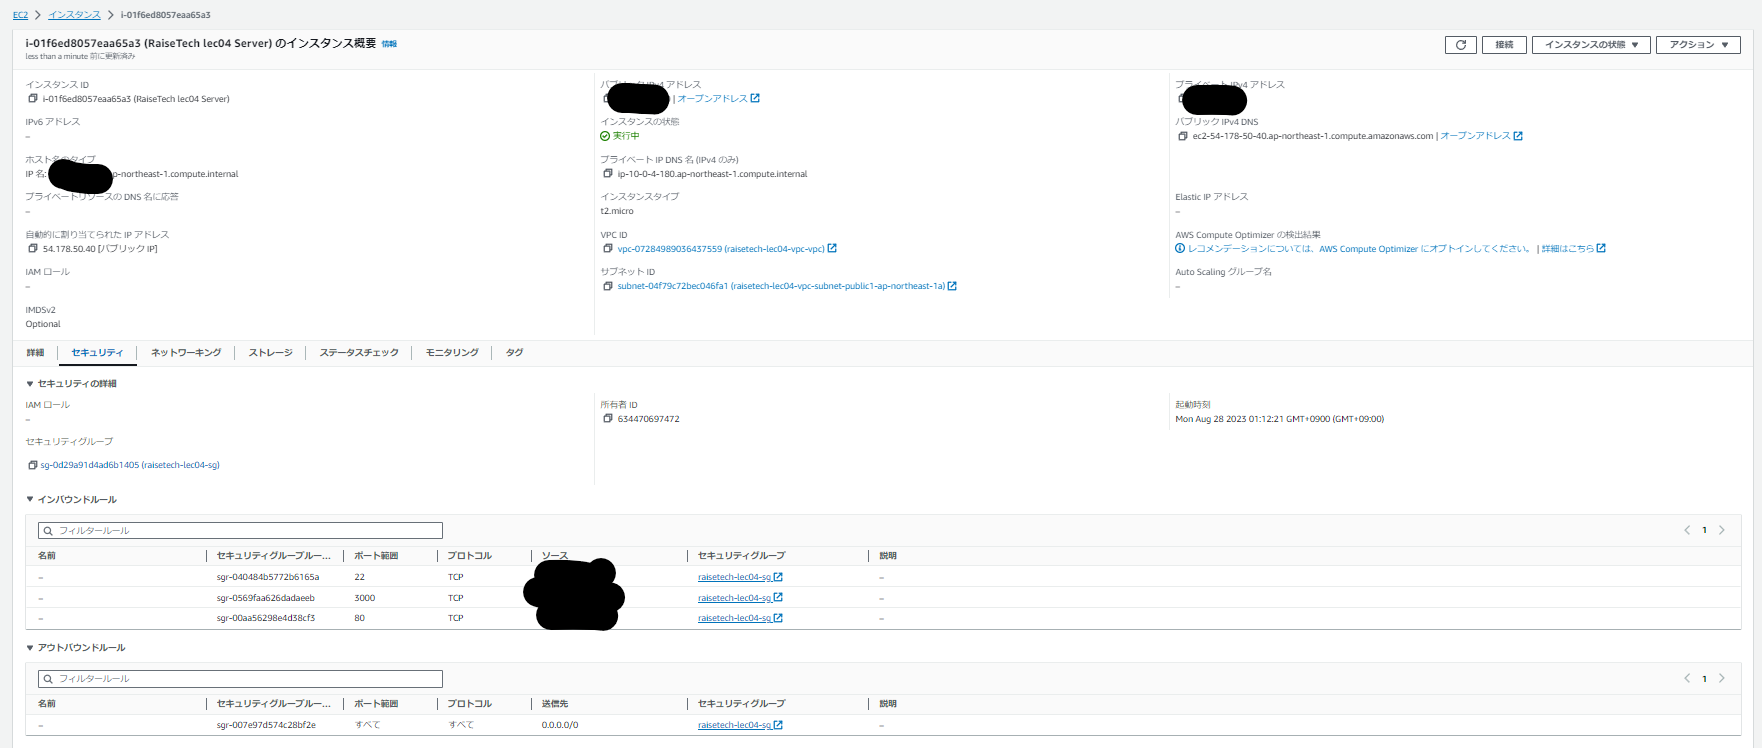 EC2 > インスタンス > i-01f6ed8057eaa65a3
i-01f6ed8057eaa65a3 (RaiseTech lec04 Server) のインスタンス概要 情報
less than a minute 前に更新済み
接続
インスタンスの状態 ▼
アクション ▼
インスタンス ID
i-01f6ed8057eaa65a3 (RaiseTech lec04 Server)
パブリック IPv4 アドレス
| オープンアドレス
プライベート IPv4 アドレス
IPv6 アドレス
–
インスタンスの状態
実行中
パブリック IPv4 DNS
ec2-54-178-50-40.ap-northeast-1.compute.amazonaws.com | オープンアドレス
ホスト名のタイプ
IP 名: p-northeast-1.compute.internal
プライベート IP DNS 名 (IPv4 のみ)
ip-10-0-4-180.ap-northeast-1.compute.internal
プライベートリソースの DNS 名に応答
–
インスタンスタイプ
t2.micro
Elastic IP アドレス
–
自動的に割り当てられた IP アドレス
54.178.50.40 [パブリック IP]
VPC ID
vpc-07284989036437559 (raisetech-lec04-vpc-vpc)
AWS Compute Optimizer の検出結果
レコメンデーションについては、AWS Compute Optimizer にオプトインしてください。 | 詳細はこちら
IAM ロール
–
サブネット ID
subnet-04f79c72bec046fa1 (raisetech-lec04-vpc-subnet-public1-ap-northeast-1a)
Auto Scaling グループ名
–
IMDSv2
Optional
詳細 セキュリティ ネットワーキング ストレージ ステータスチェック モニタリング タグ
▼ セキュリティの詳細
IAM ロール
–
所有者 ID
634470697472
起動時刻
Mon Aug 28 2023 01:12:21 GMT+0900 (GMT+09:00)
セキュリティグループ
sg-0d29a91d4ad6b1405 (raisetech-lec04-sg)
▼ インバウンドルール
フィルタールール
< 1 >
名前 セキュリティグループルー... ポート範囲 プロトコル ソース セキュリティグループ 説明
– sgr-040484b5772b6165a 22 TCP raisetech-lec04-sg –
– sgr-0569faa626dadaeeb 3000 TCP raisetech-lec04-sg –
– sgr-00aa56298e4d38cf3 80 TCP raisetech-lec04-sg –
▼ アウトバウンドルール
フィルタールール
< 1 >
名前 セキュリティグループルー... ポート範囲 プロトコル 送信先 セキュリティグループ 説明
– sgr-007e97d574c28bf2e すべて すべて 0.0.0.0/0 raisetech-lec04-sg –